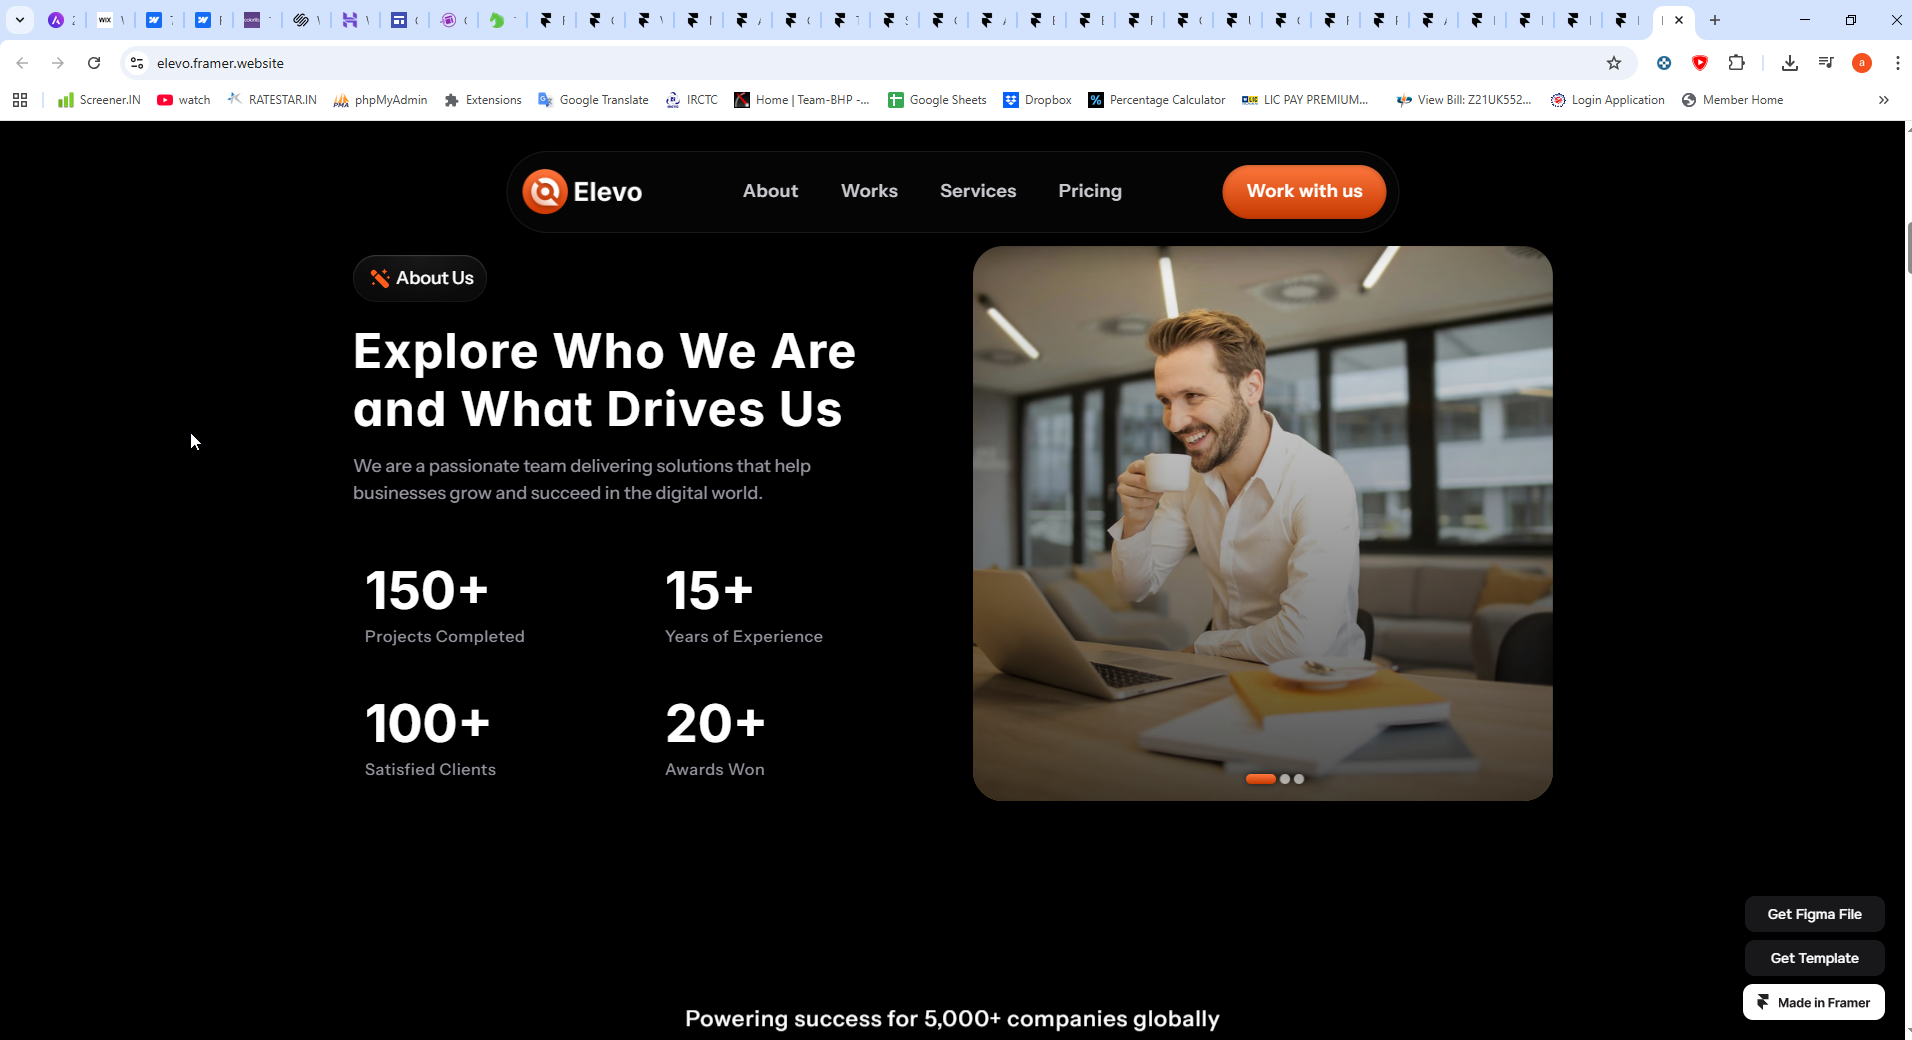 elevo.framer.website
Screener.IN
watch
RATESTAR.IN
phpMyAdmin
Extensions
Google Translate
IRCTC
Home | Team-BHP -...
Google Sheets
Dropbox
Percentage Calculator
LIC PAY PREMIUM...
View Bill: Z21UK552...
Login Application
Member Home
Elevo
About
Works
Services
Pricing
Work with us
About Us
Explore Who We Are
and What Drives Us
We are a passionate team delivering solutions that help
businesses grow and succeed in the digital world.
150+
Projects Completed
15+
Years of Experience
100+
Satisfied Clients
20+
Awards Won
Get Figma File
Get Template
Made in Framer
Powering success for 5,000+ companies globally